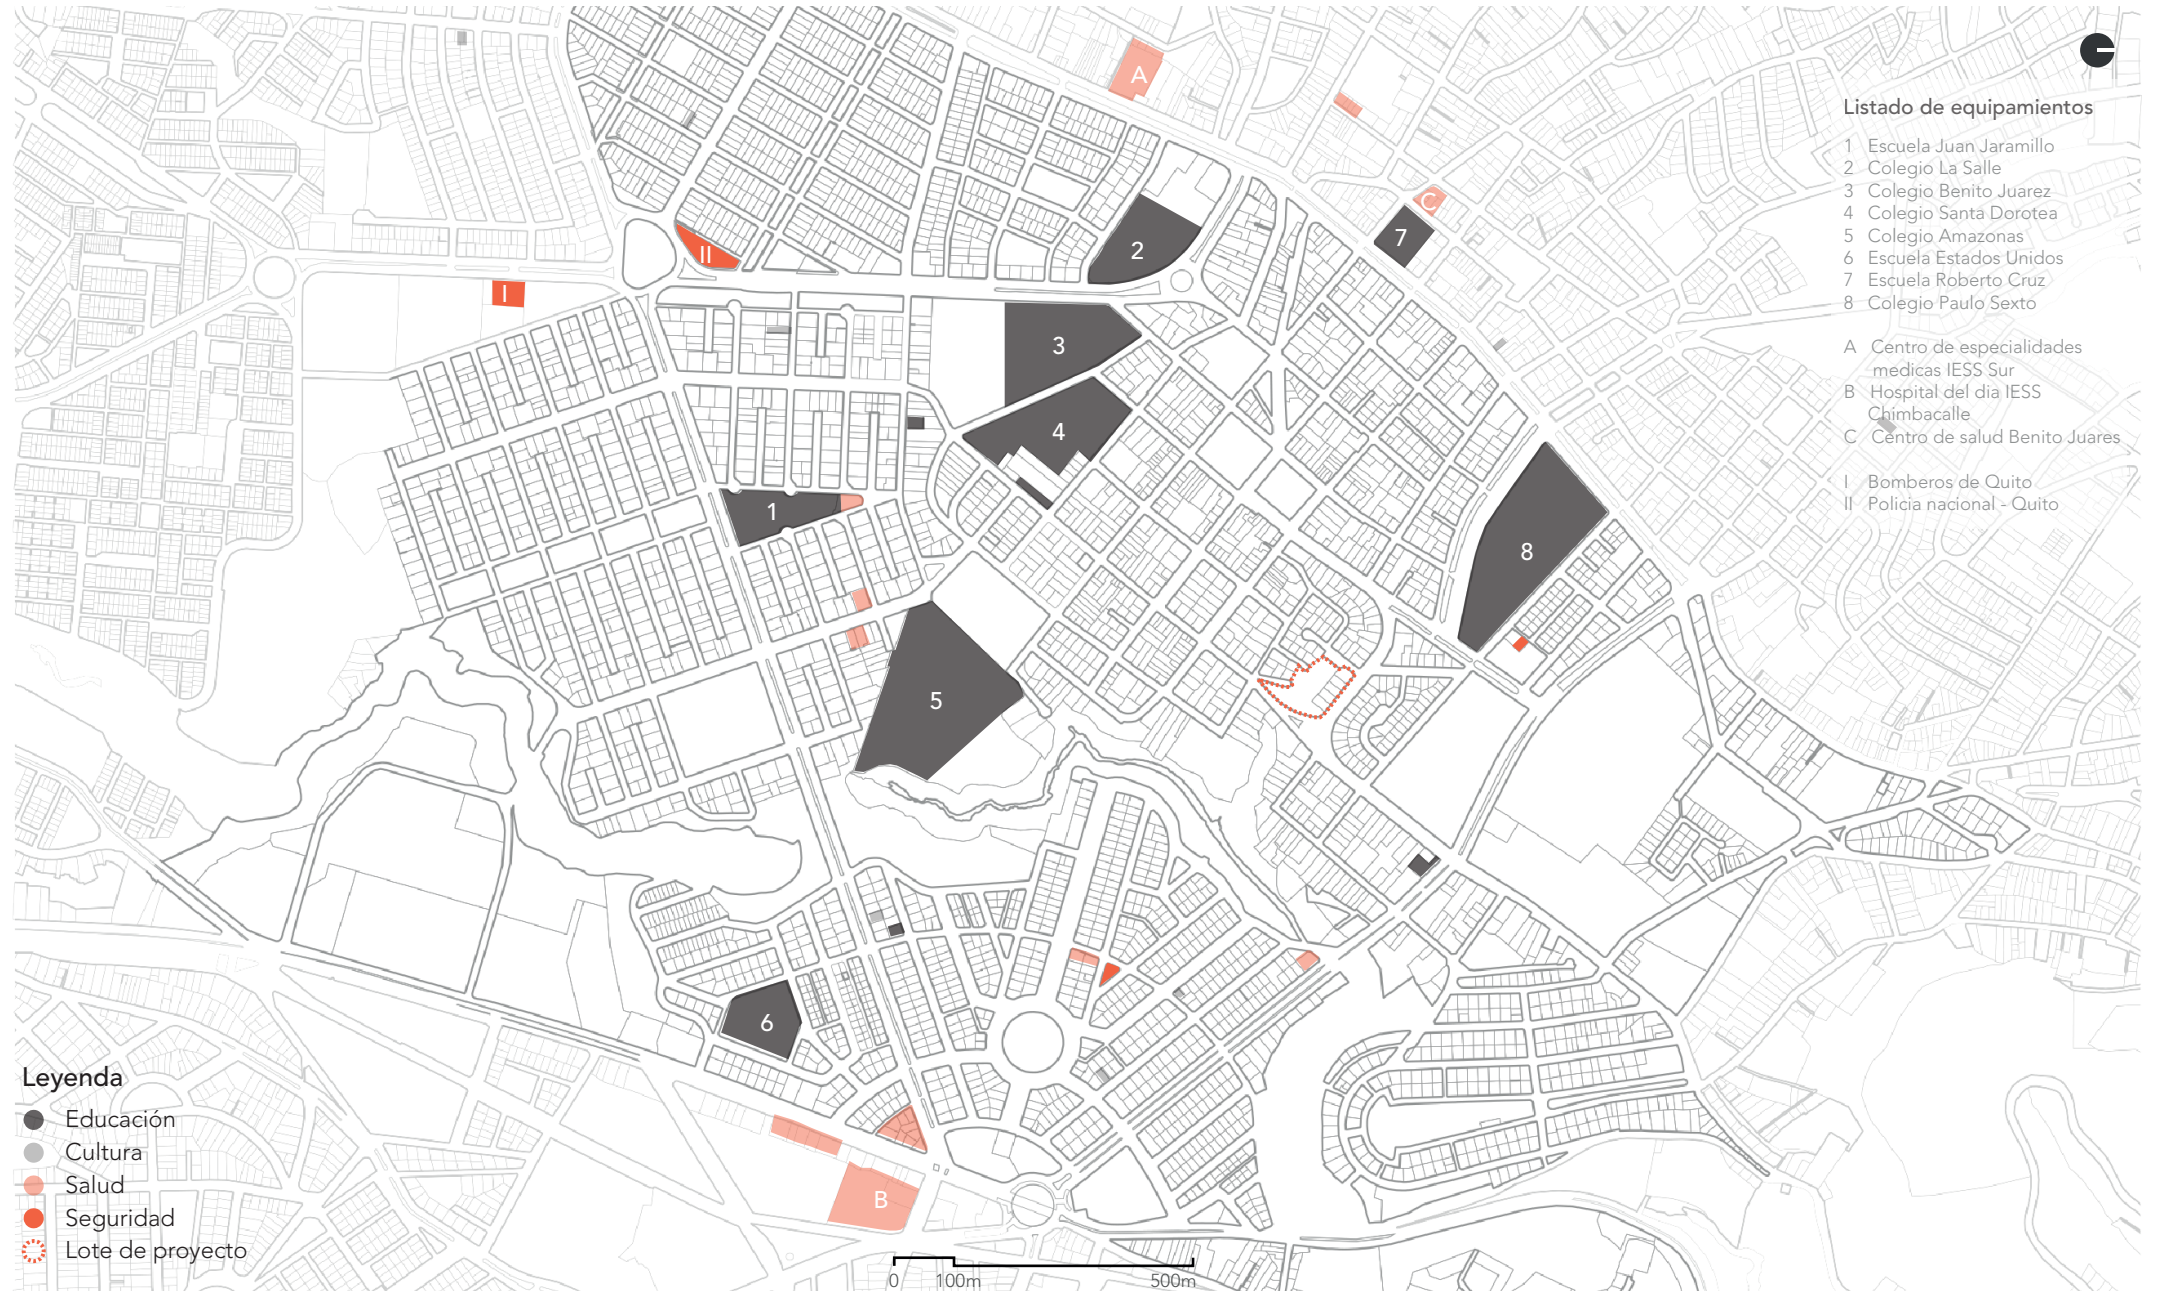 A
C
7
II
2
I
3
4
1
8
5
6
B
Listado de equipamientos
1 Escuela Juan Jaramillo
2 Colegio La Salle
3 Colegio Benito Juarez
4 Colegio Santa Dorotea
5 Colegio Amazonas
6 Escuela Estados Unidos
7 Escuela Roberto Cruz
8 Colegio Paulo Sexto
A Centro de especialidades
medicas IESS Sur
B Hospital del dia IESS
Chimbacalle
C Centro de salud Benito Juares
I Bomberos de Quito
II Policia nacional - Quito
Leyenda
Educación
Cultura
Salud
Seguridad
Lote de proyecto
0 100m 500m